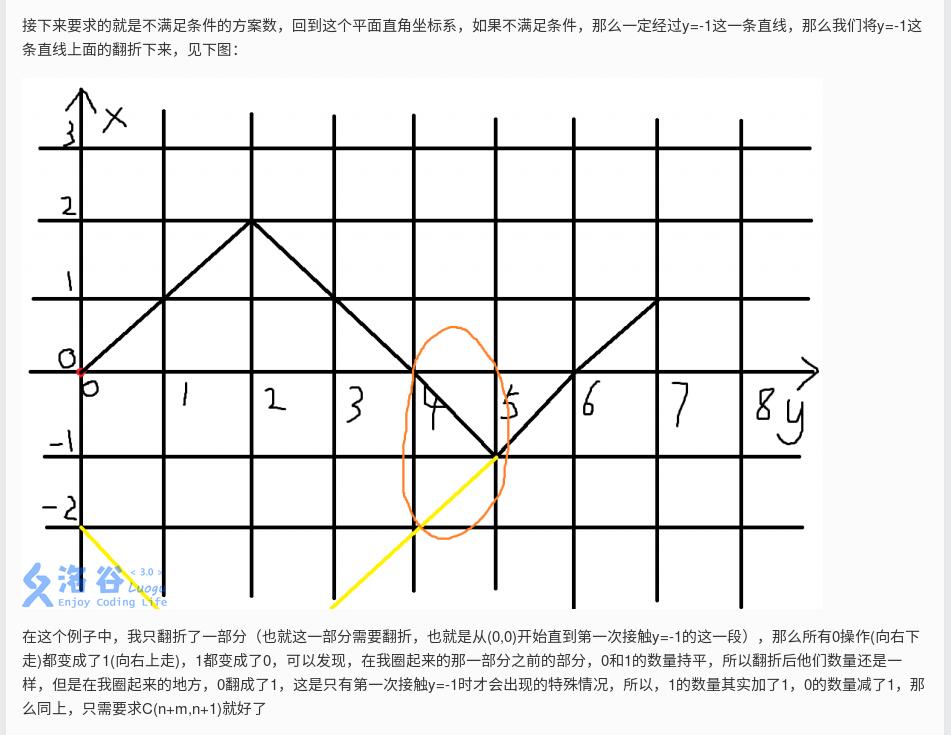 接下来要求的就是不满足条件的方案数，回到这个平面直角坐标系，如果不满足条件，那么一定经过y=-1这一条直线，那么我们将y=-1这
条直线上面的翻折下来，见下图：
x
3
2
1
0
0 1 2 3 4 5 6 7 8 y
-1
-2
洛谷 < 3.0 >
Luogu
Enjoy Coding Life
在这个例子中，我只翻折了一部分（也就这一部分需要翻折，也就是从(0,0)开始直到第一次接触y=-1的这一段），那么所有0操作(向右下
走)都变成了1(向右上走)，1都变成了0，可以发现，在我圈起来的那一部分之前的部分，0和1的数量持平，所以翻折后他们数量还是一
样，但是在我圈起来的地方，0翻成了1，这是只有第一次接触y=-1时才会出现的特殊情况，所以，1的数量其实加了1，0的数量减了1，那
么同上，只需要求C(n+m,n+1)就好了